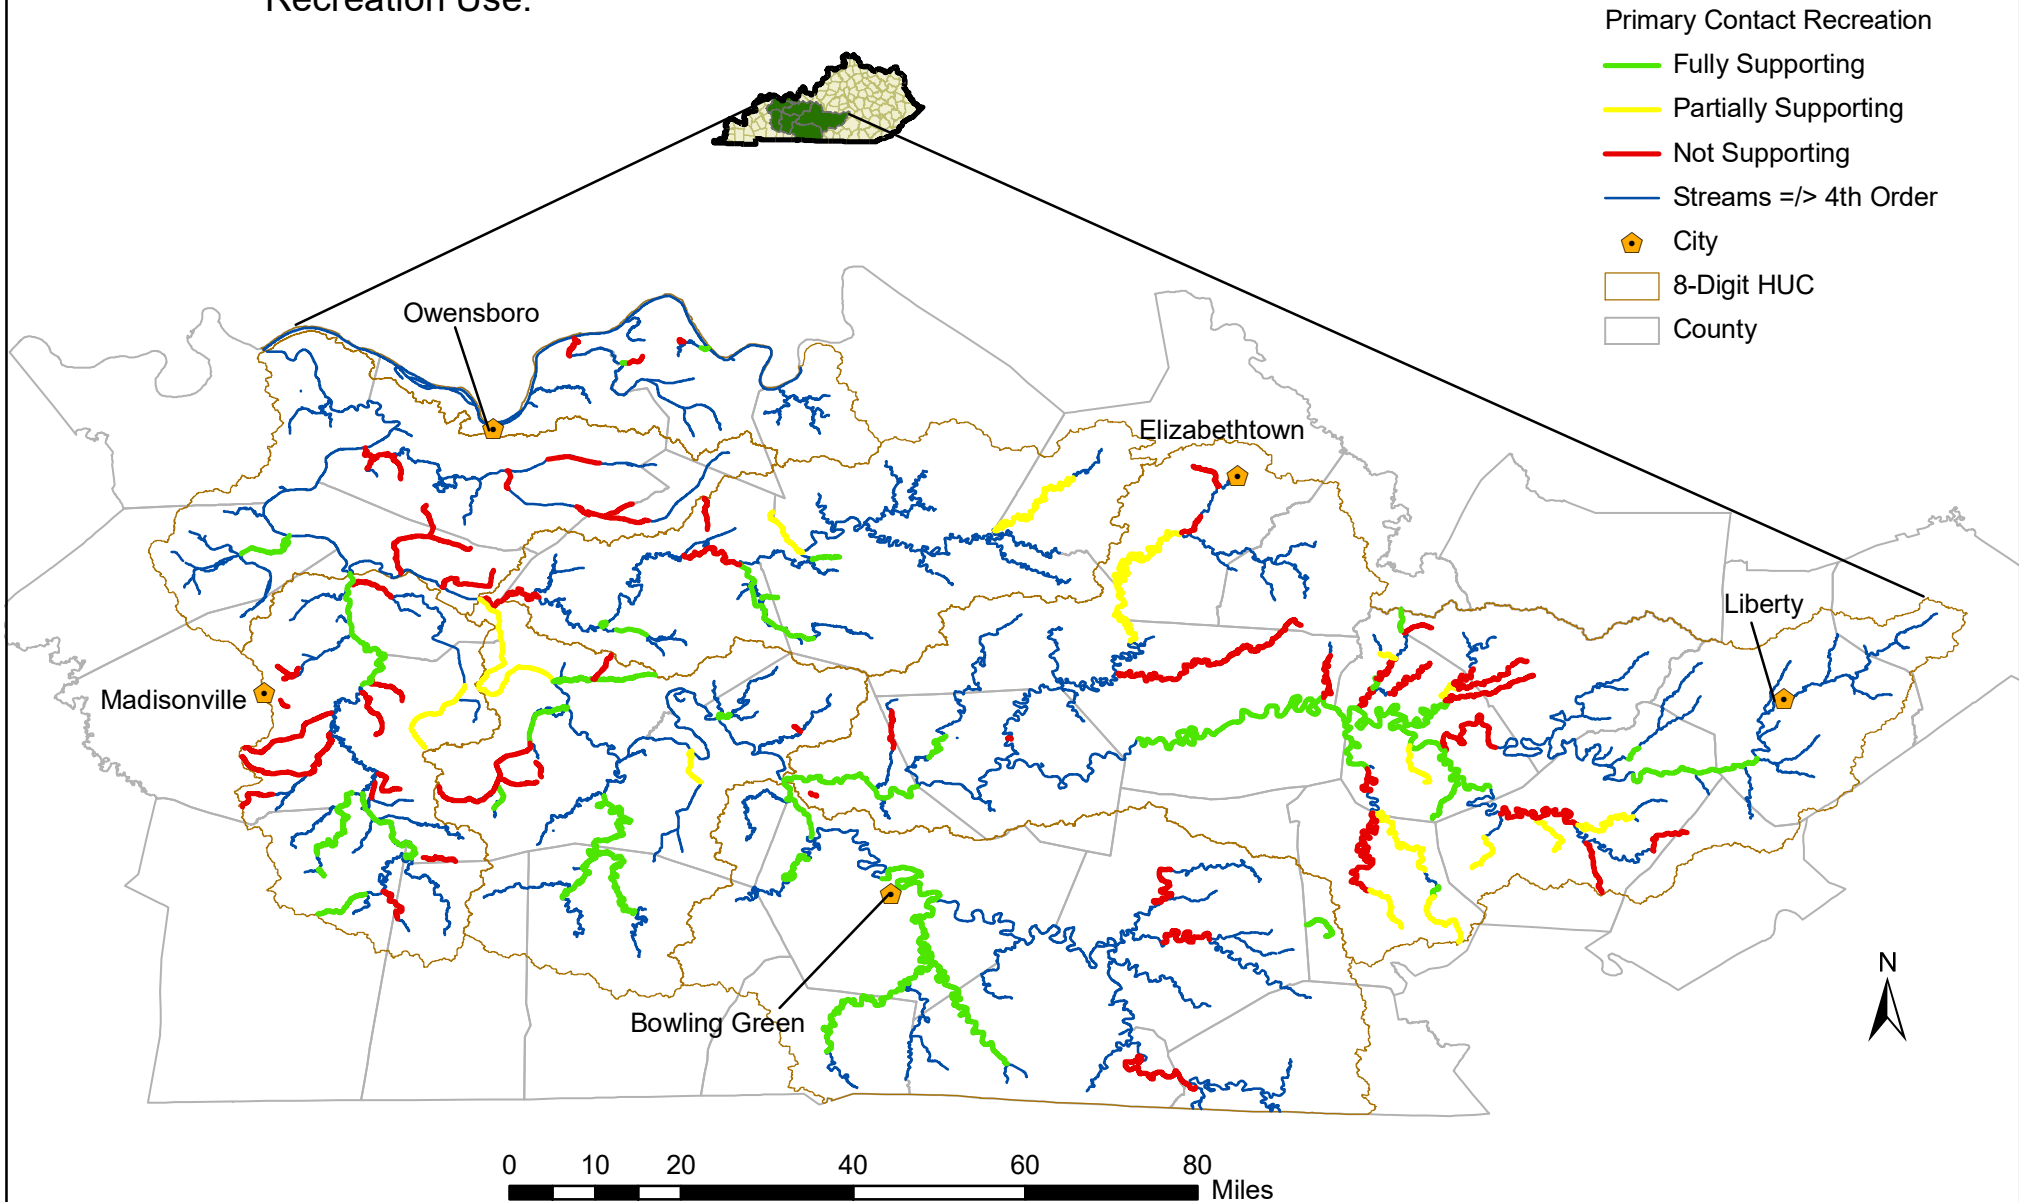 Recreation Use.
Primary Contact Recreation
Fully Supporting
Partially Supporting
Not Supporting
Streams =/> 4th Order
City
8-Digit HUC
County
Owensboro
Elizabethtown
Liberty
Madisonville
Bowling Green
N
0 10 20 40 60 80
Miles